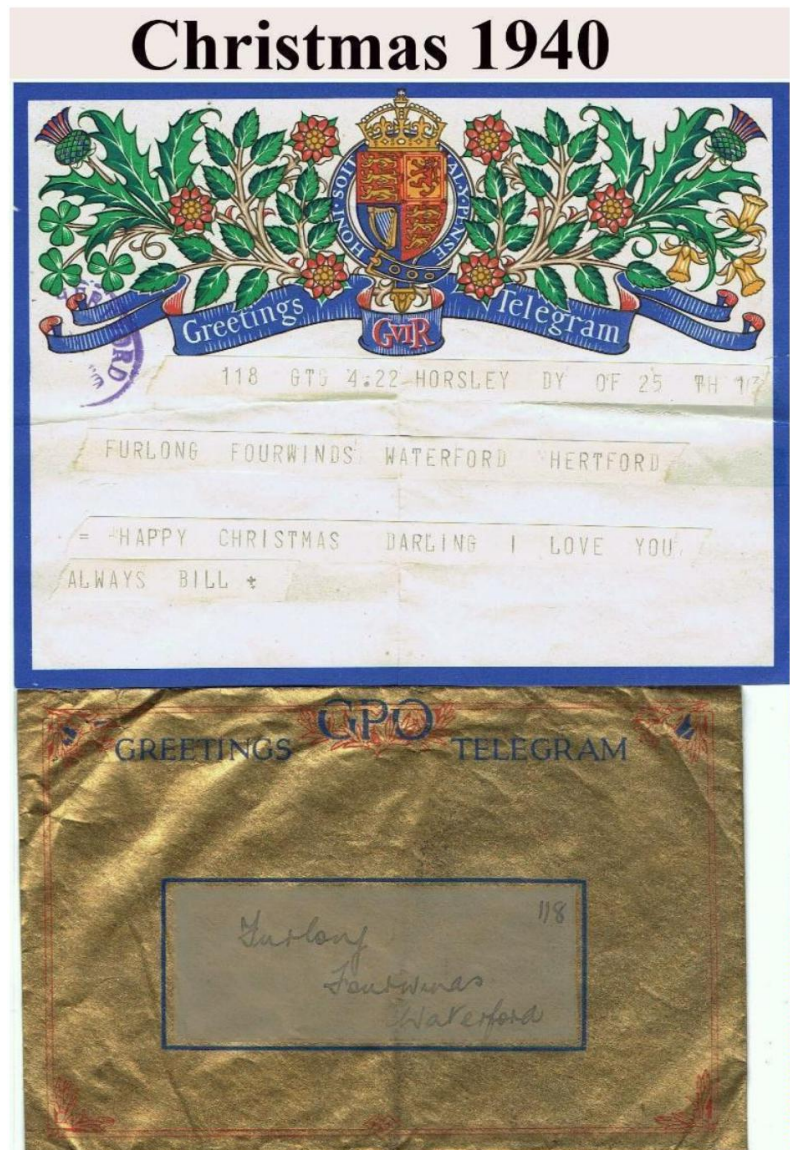 Christmas 1940
HONI·SOIT
MAL·Y·PENSE
Greetings
GVIR
Telegram
118 GTG 4.22 HORSLEY DY OF 25 TH
FURLONG FOURWINDS WATERFORD HERTFORD
= HAPPY CHRISTMAS DARLING I LOVE YOU
ALWAYS BILL +
GPO
GREETINGS TELEGRAM
118
Furlong
Fourwinds
Waterford